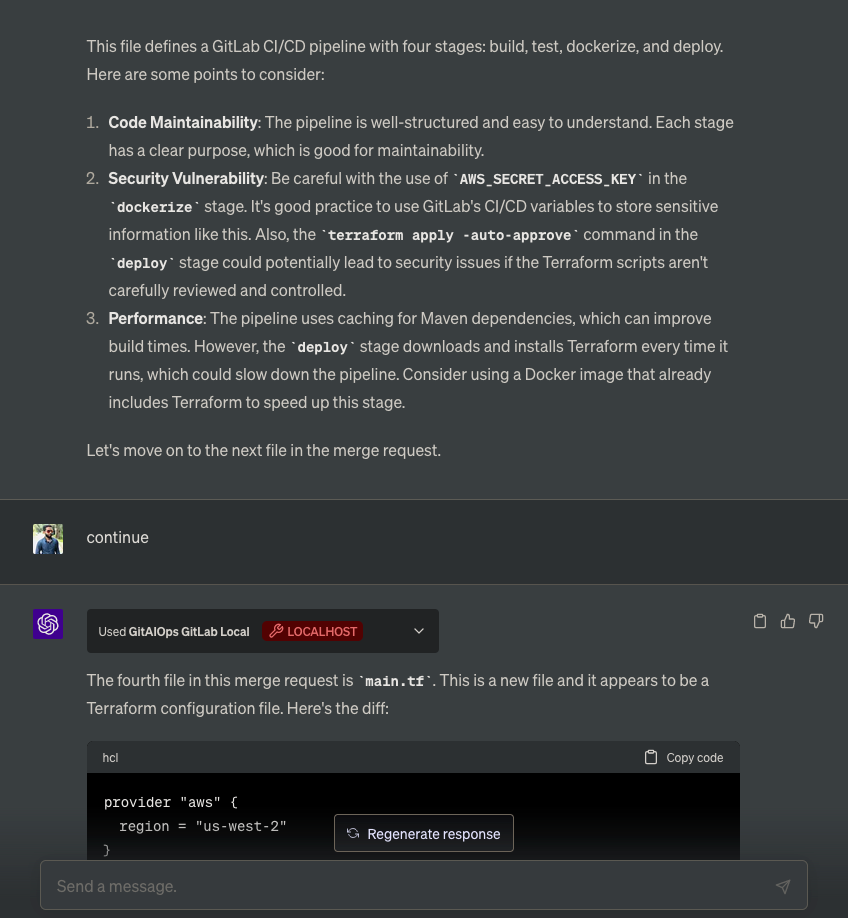 This file defines a GitLab CI/CD pipeline with four stages: build, test, dockerize, and deploy.
Here are some points to consider:
1. Code Maintainability: The pipeline is well-structured and easy to understand. Each stage
has a clear purpose, which is good for maintainability.
2. Security Vulnerability: Be careful with the use of `AWS_SECRET_ACCESS_KEY` in the
`dockerize` stage. It's good practice to use GitLab's CI/CD variables to store sensitive
information like this. Also, the `terraform apply -auto-approve` command in the
`deploy` stage could potentially lead to security issues if the Terraform scripts aren't
carefully reviewed and controlled.
3. Performance: The pipeline uses caching for Maven dependencies, which can improve
build times. However, the `deploy` stage downloads and installs Terraform every time it
runs, which could slow down the pipeline. Consider using a Docker image that already
includes Terraform to speed up this stage.
Let's move on to the next file in the merge request.
continue
Used GitAIOps GitLab Local LOCALHOST
The fourth file in this merge request is `main.tf`. This is a new file and it appears to be a
Terraform configuration file. Here's the diff:
hcl Copy code
provider "aws" {
region = "us-west-2"
}
Regenerate response
Send a message.